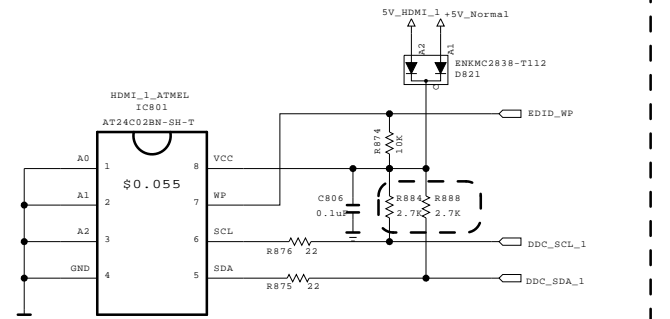 5V_HDMI_1 +5V_Normal
A2
A1
ENKMC2838-T112
D821
HDMI_1_ATMEL
IC801
AT24C02BN-SH-T
EDID_WP
R874
10K
A0 1 8 VCC
$0.055
A1 2 7 WP
C806
0.1uF
R884 R888
2.7K 2.7K
A2 3 6 SCL
R876 22
DDC_SCL_1
GND 4 5 SDA
R875 22
DDC_SDA_1